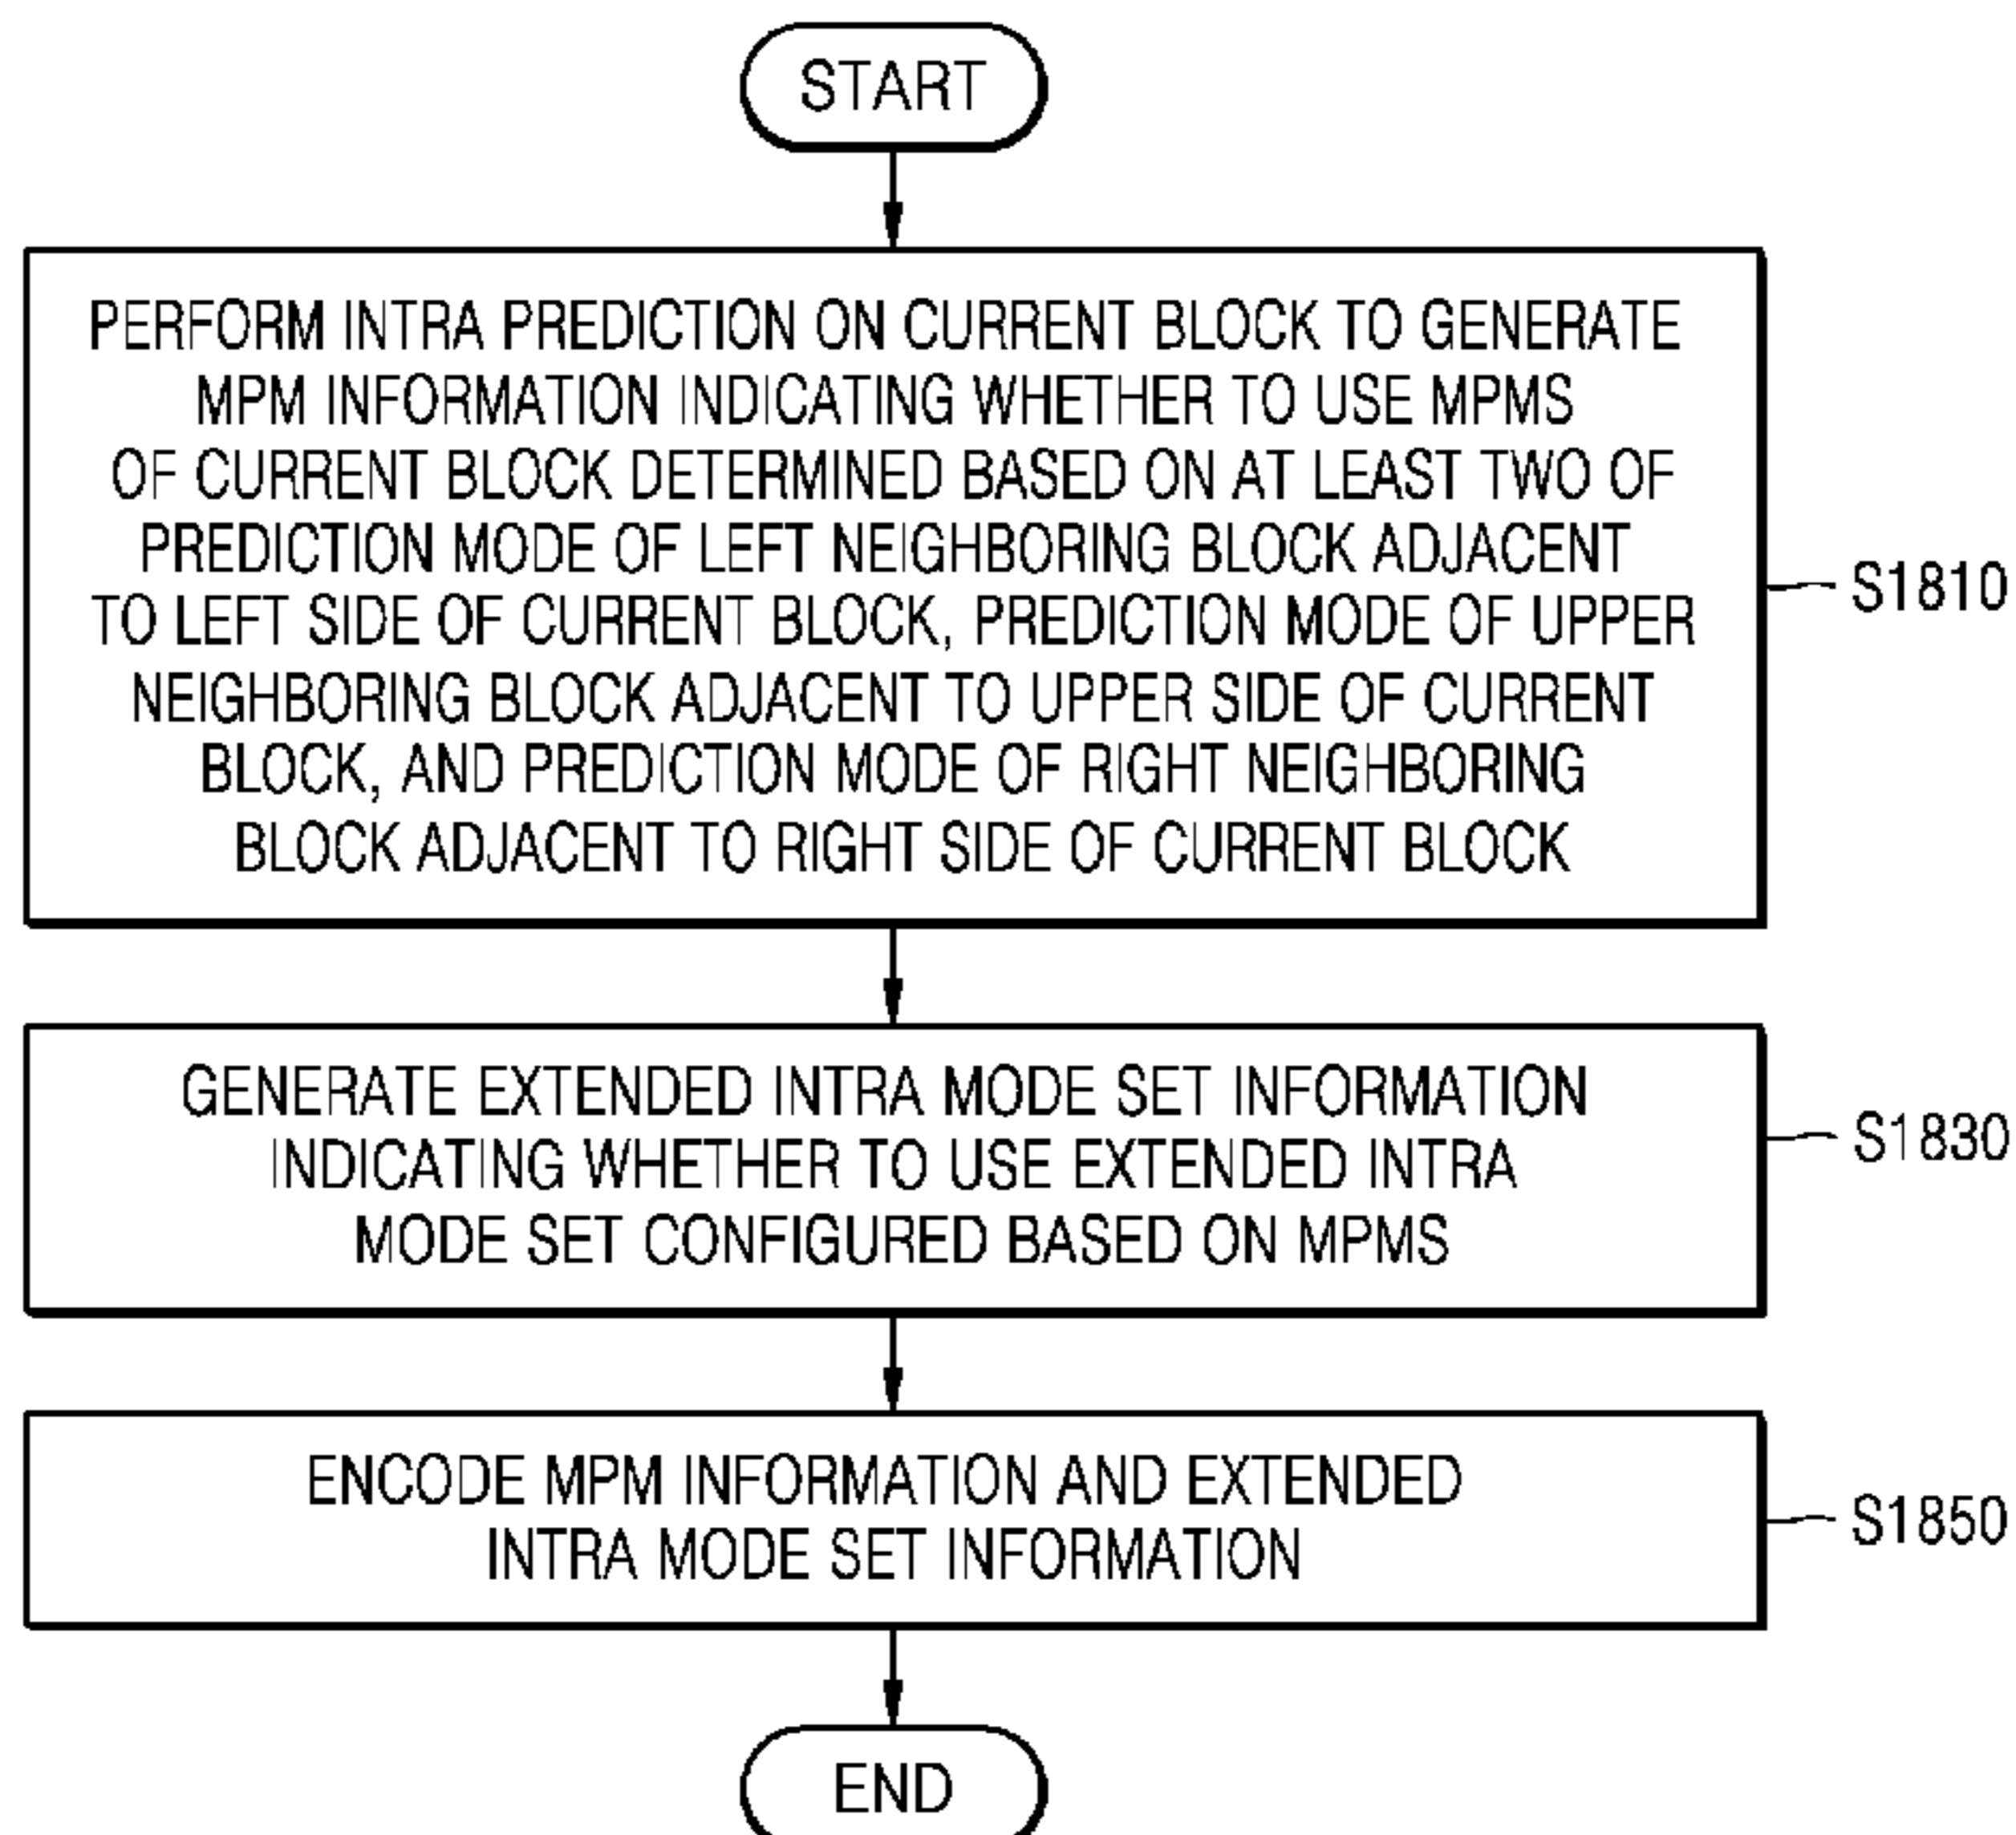 START
PERFORM INTRA PREDICTION ON CURRENT BLOCK TO GENERATE
MPM INFORMATION INDICATING WHETHER TO USE MPMS
OF CURRENT BLOCK DETERMINED BASED ON AT LEAST TWO OF
PREDICTION MODE OF LEFT NEIGHBORING BLOCK ADJACENT
TO LEFT SIDE OF CURRENT BLOCK, PREDICTION MODE OF UPPER
NEIGHBORING BLOCK ADJACENT TO UPPER SIDE OF CURRENT
BLOCK, AND PREDICTION MODE OF RIGHT NEIGHBORING
BLOCK ADJACENT TO RIGHT SIDE OF CURRENT BLOCK
S1810
GENERATE EXTENDED INTRA MODE SET INFORMATION
INDICATING WHETHER TO USE EXTENDED INTRA
MODE SET CONFIGURED BASED ON MPMS
S1830
ENCODE MPM INFORMATION AND EXTENDED
INTRA MODE SET INFORMATION
S1850
END